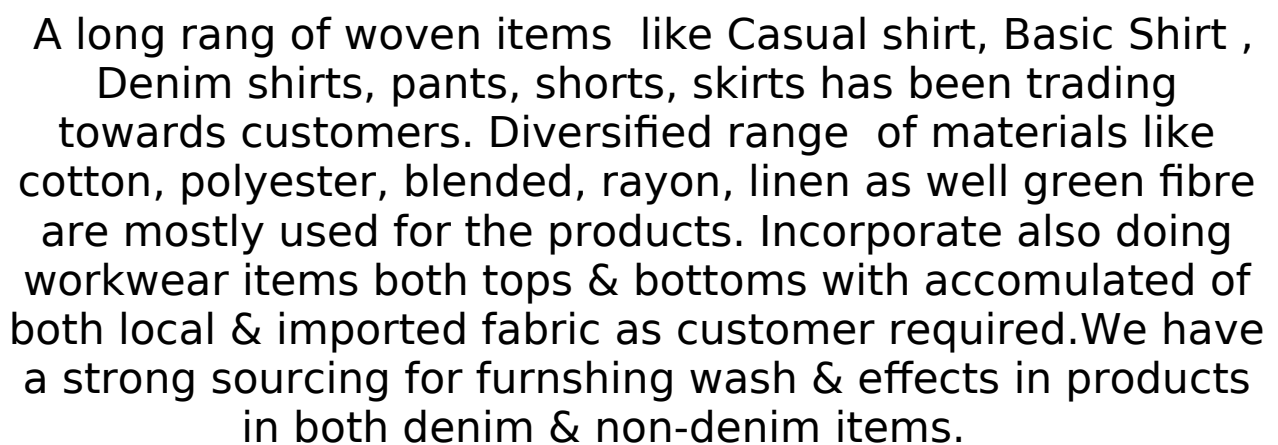 A long rang of woven items  like Casual shirt, Basic Shirt ,
Denim shirts, pants, shorts, skirts has been trading
towards customers. Diversified range  of materials like
cotton, polyester, blended, rayon, linen as well green fibre
are mostly used for the products. Incorporate also doing
workwear items both tops & bottoms with accomulated of
both local & imported fabric as customer required.We have
a strong sourcing for furnshing wash & effects in products
in both denim & non-denim items.